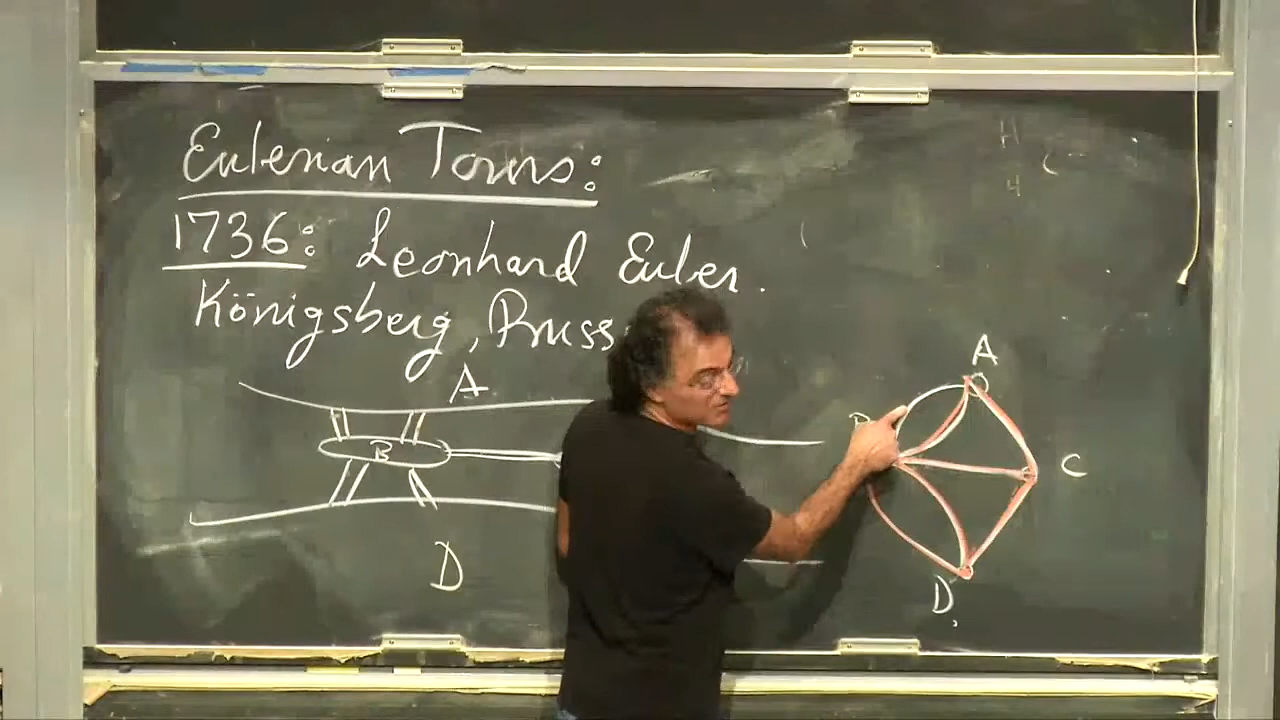 Eulerian Tours:
1736: Leonhard Euler.
Königsberg, Pruss
A
B
D
A
C
D